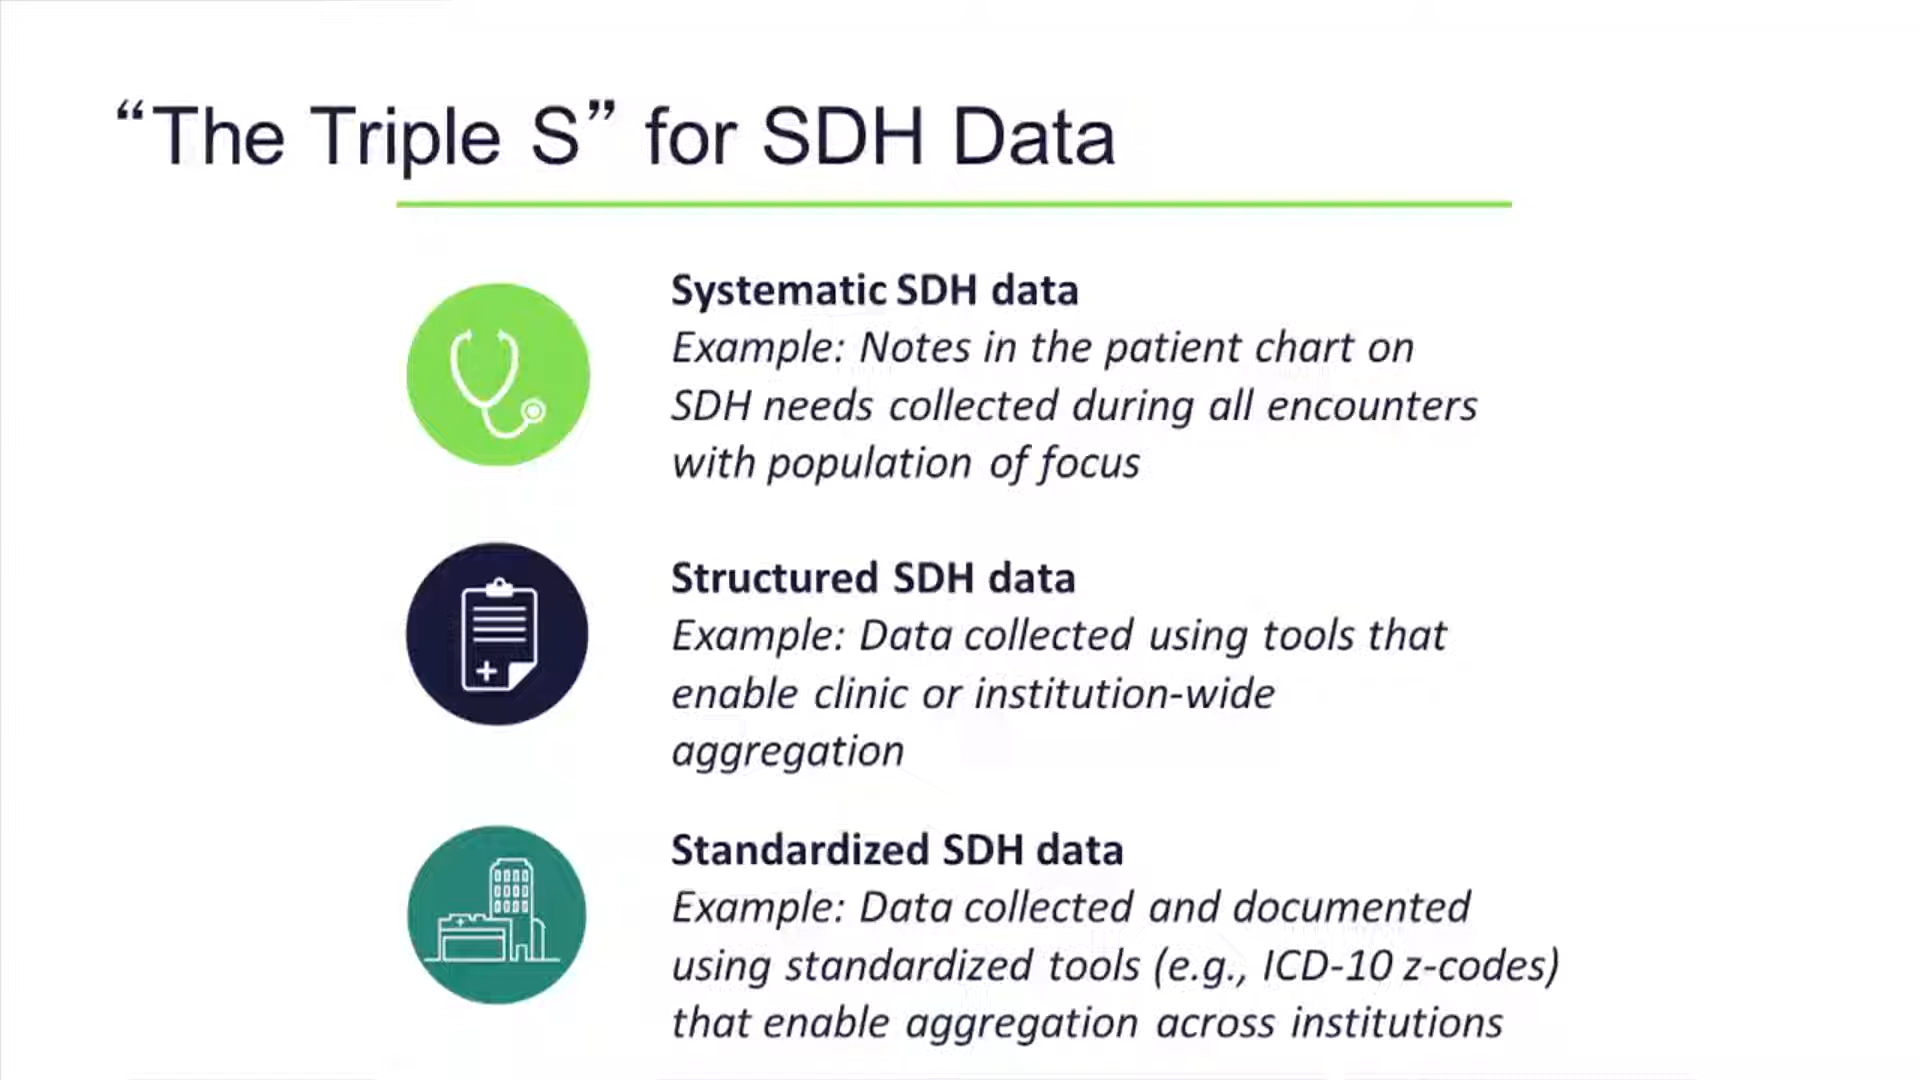 “The Triple S” for SDH Data
Systematic SDH data
Example: Notes in the patient chart on
SDH needs collected during all encounters
with population of focus
Structured SDH data
Example: Data collected using tools that
enable clinic or institution-wide
aggregation
Standardized SDH data
Example: Data collected and documented
using standardized tools (e.g., ICD-10 z-codes)
that enable aggregation across institutions